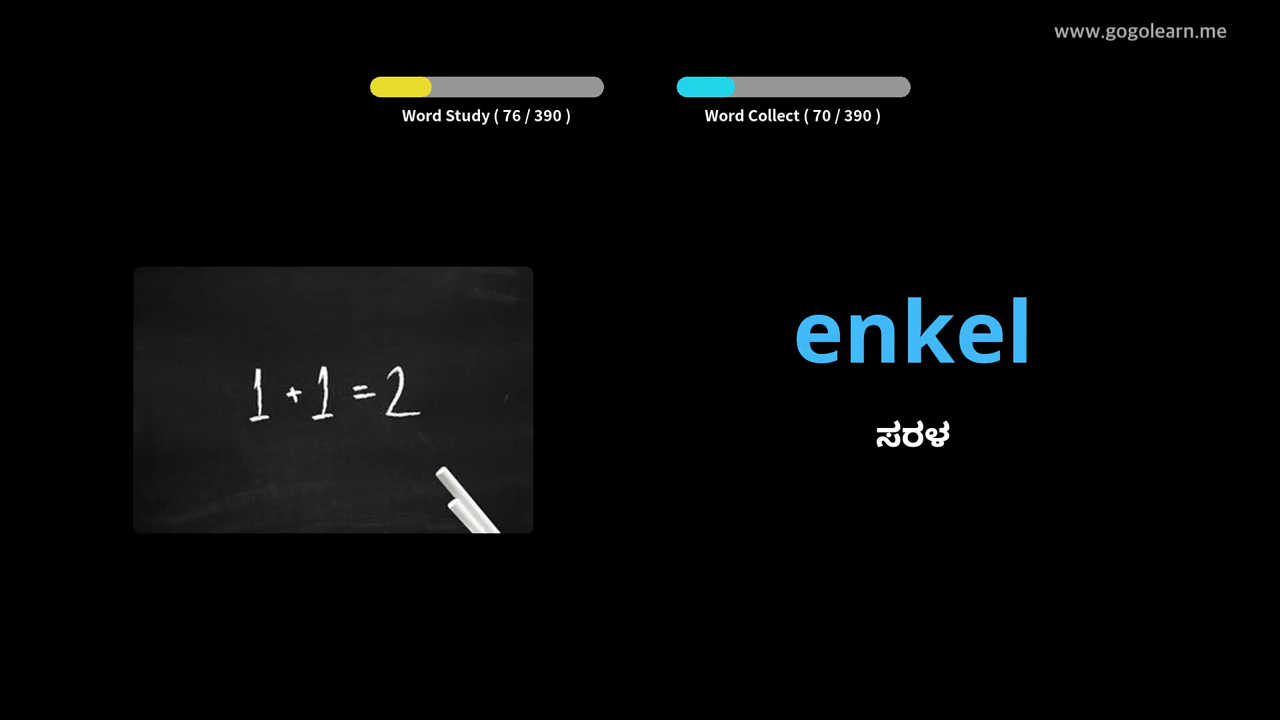 www.gogolearn.me
Word Study ( 76 / 390 )
Word Collect ( 70 / 390 )
1 + 1 = 2
enkel
ಸರಳ